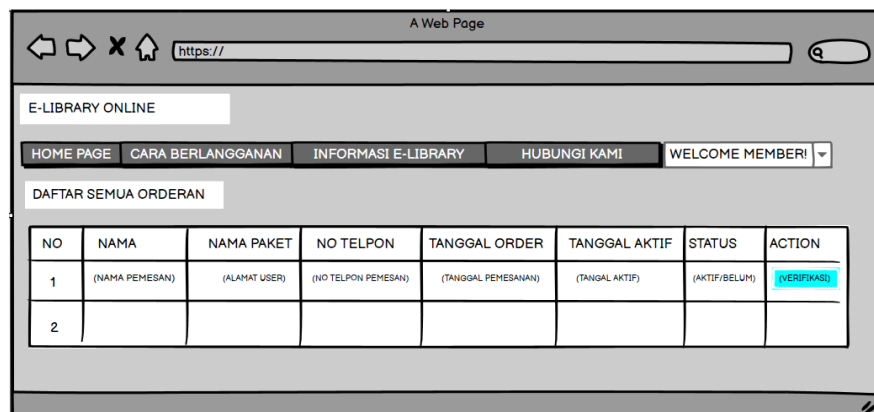 A Web Page
https://
E-LIBRARY ONLINE
HOME PAGE CARA BERLANGGANAN INFORMASI E-LIBRARY HUBUNGI KAMI WELCOME MEMBER!
DAFTAR SEMUA ORDERAN
NO NAMA NAMA PAKET NO TELPON TANGGAL ORDER TANGGAL AKTIF STATUS ACTION
1 (NAMA PEMESAN) (ALAMAT USER) (NO TELPON PEMESAN) (TANGGAL PEMESANAN) (TANGAL AKTIF) (AKTIF/BELUM) (VERIFIKASI)
2